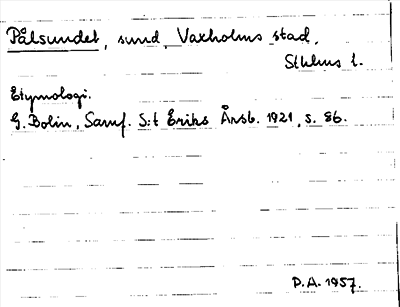 Pålsundet, sund, Vaxholms stad,
Sthlms l.
Etymologi.
G. Bolin, Samf. S:t Eriks Årsb. 1921, s. 86.
P.A. 1957.